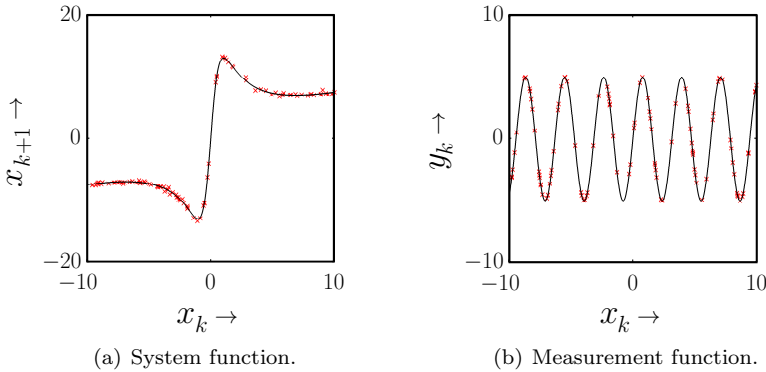 20
0
−20
−10
0
10
x_{k+1} →
x_k →
(a) System function.
10
0
−10
−10
0
10
y_k →
x_k →
(b) Measurement function.